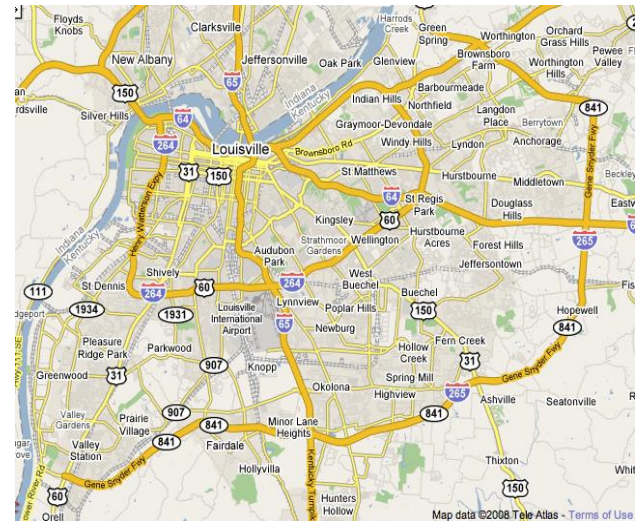 Floyds
Knobs
Clarksville
Harrods
Creek
Green
Spring
Worthington
Orchard
Grass Hills
Pewee
Valley
New Albany
Jeffersonville
Oak Park
Glenview
Brownsboro
Farm
Worthington
Hills
65
150
Indiana
Kentucky
Barbourmeade
Indian Hills
Northfield
841
rdsville
Silver Hills
64
Langdon
Place
Berrytown
Graymoor-Devondale
264
Louisville
Brownsboro Rd
Windy Hills
Lyndon
Anchorage
Gene Snyder Fwy
31
150
St Matthews
Hurstbourne
Middletown
Beckley
64
St Regis
Park
Douglass
Hills
Eastw
Henry Watterson Expy
Kingsley
60
Indiana
Kentucky
Strathmoor
Gardens
Wellington
Hurstbourne
Acres
Forest Hills
265
Audubon
Park
Jeffersontown
Shively
60
264
West
Buechel
Buechel
111
St Dennis
264
Lynnview
Hopewell
1934
1931
Louisville
International
Airport
Poplar Hills
150
65
Newburg
841
Pleasure
Ridge Park
Parkwood
Hollow
Creek
Fern Creek
31
907
Knopp
Greenwood
31
Spring Mill
Gene Snyder Fwy
Okolona
Highview
265
Ashville
Seatonville
Valley
Gardens
Prairie
Village
907
841
841
Minor Lane
Heights
841
Valley
Station
Fairdale
Thixton
Gene Snyder Fwy
Hollyvilla
Kentucky Turnpik
60
150
Orell
Hunters
Hollow
Map data ©2008 Tele Atlas - Terms of Use